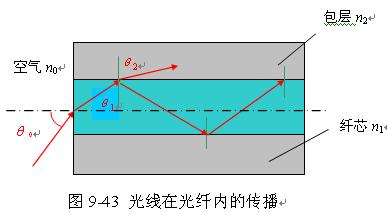 包层 n₂
空气 n₀
θ₂
θ₁
θ₀
纤芯 n₁
图 9-43 光线在光纤内的传播